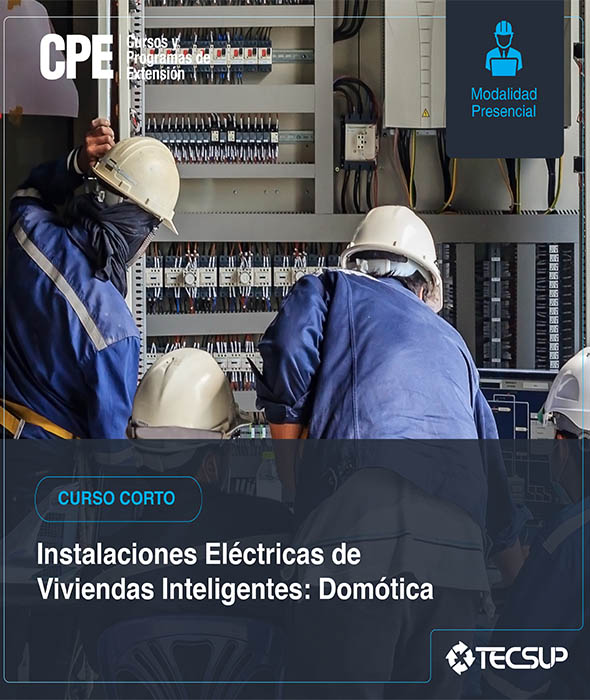 CPE
Cursos y
Programas de
Extensión
Modalidad
Presencial
CURSO CORTO
Instalaciones Eléctricas de
Viviendas Inteligentes: Domótica
TECSUP